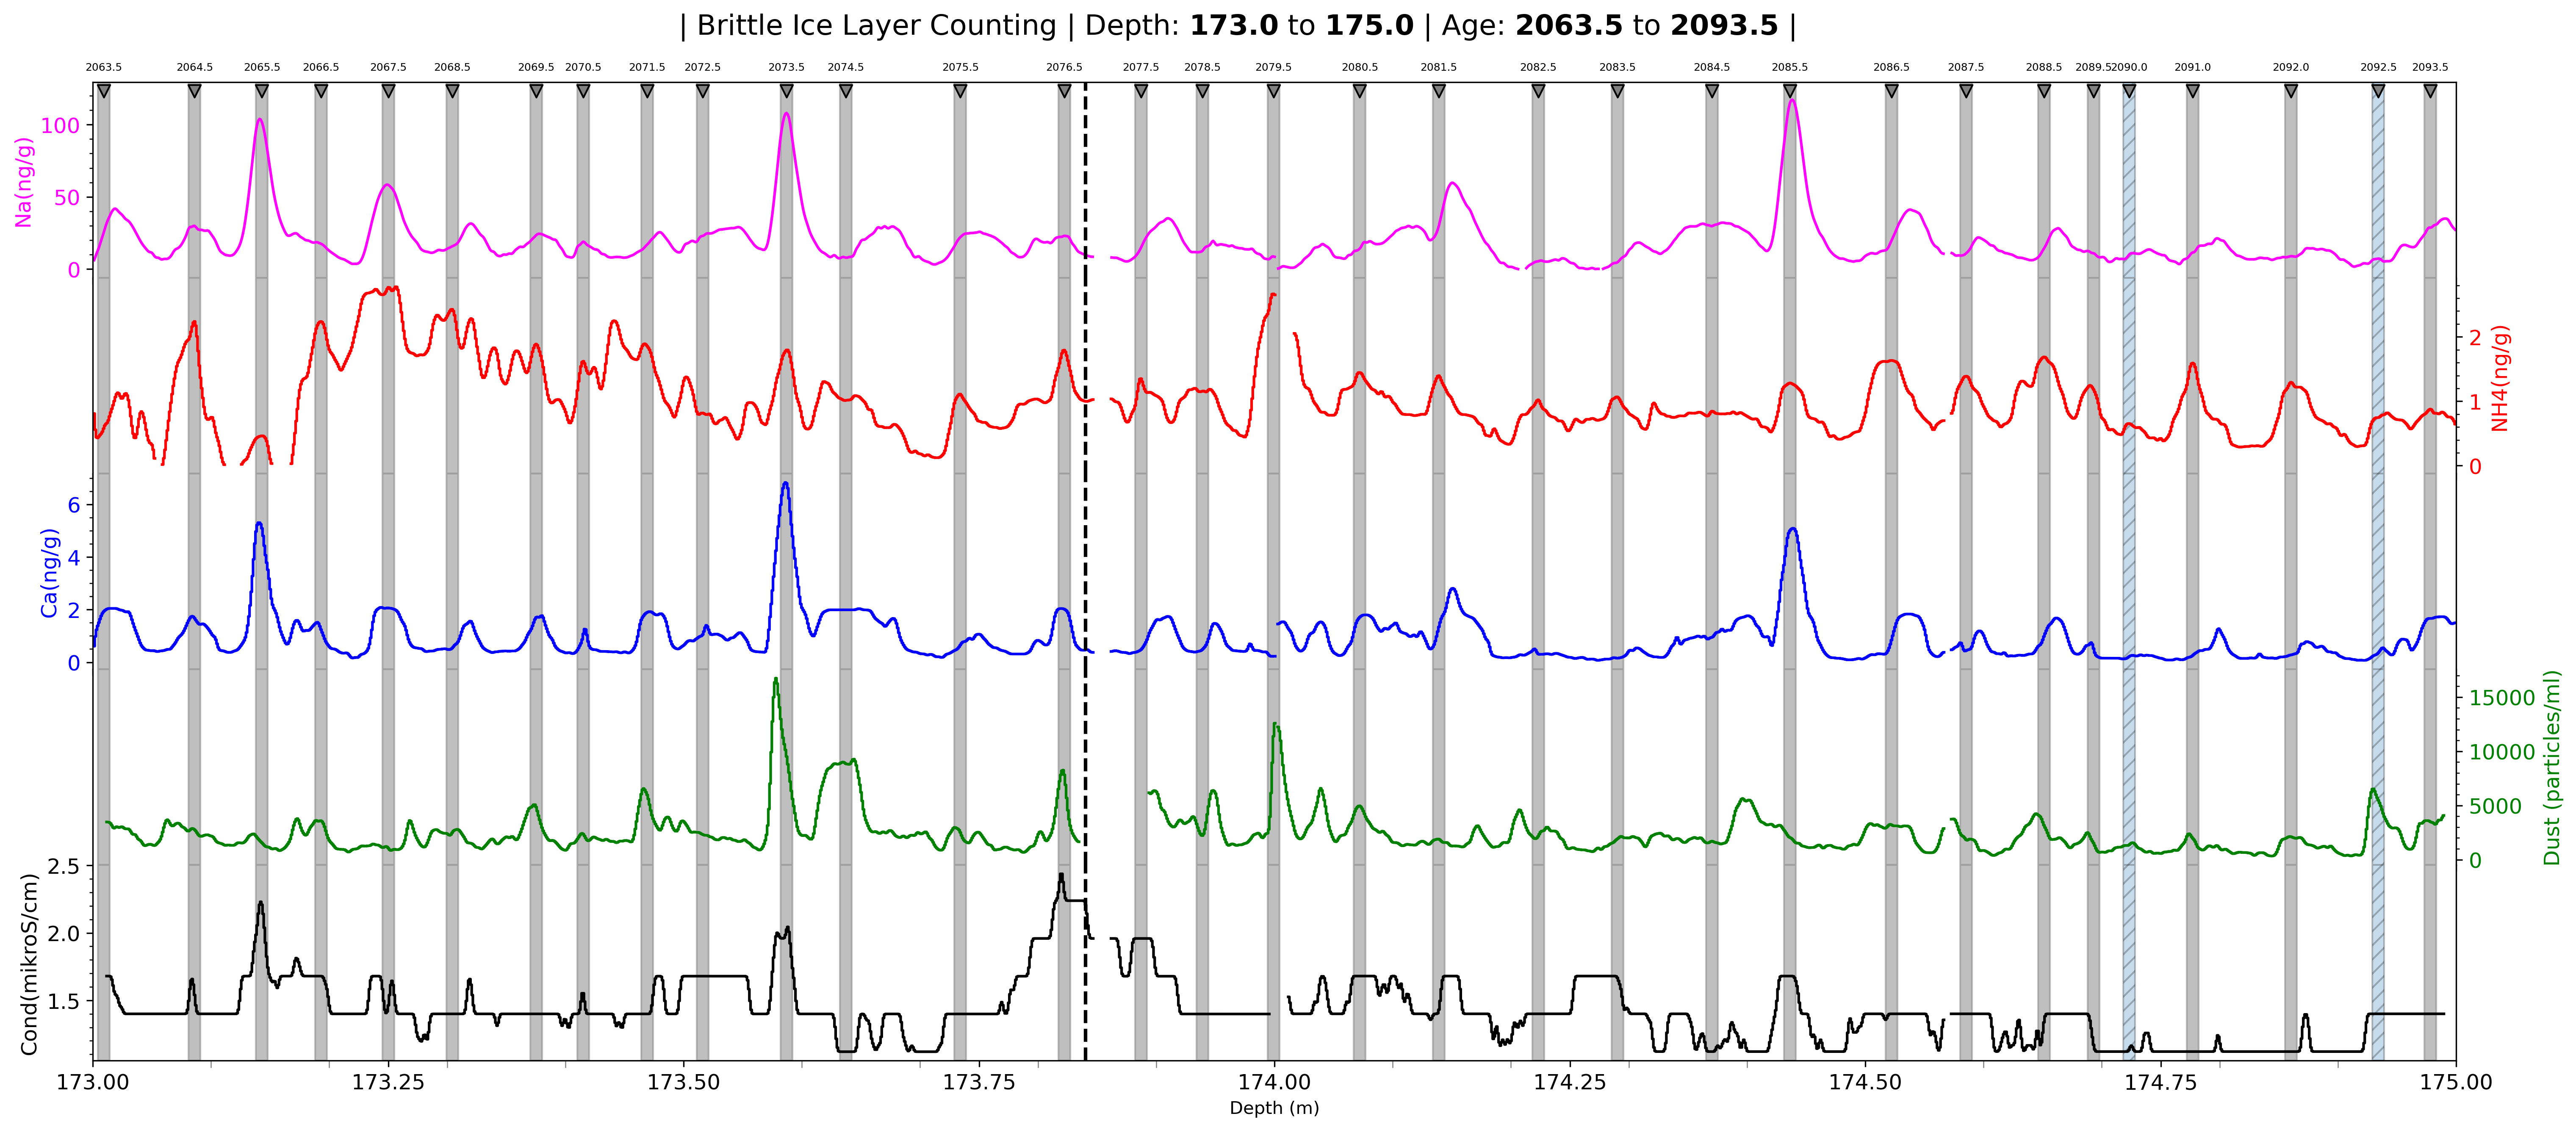 | Brittle Ice Layer Counting | Depth: 173.0 to 175.0 | Age: 2063.5 to 2093.5 |
2063.5 2064.5 2065.5 2066.5 2067.5 2068.5 2069.5 2070.5 2071.5 2072.5 2073.5 2074.5 2075.5 2076.5 2077.5 2078.5 2079.5 2080.5 2081.5 2082.5 2083.5 2084.5 2085.5 2086.5 2087.5 2088.5 2089.5 2090.0 2091.0 2092.0 2092.5 2093.5
Na(ng/g)
100
50
0
NH4(ng/g)
2
1
0
Ca(ng/g)
6
4
2
0
Dust (particles/ml)
15000
10000
5000
0
Cond(mikroS/cm)
2.5
2.0
1.5
173.00 173.25 173.50 173.75 174.00 174.25 174.50 174.75 175.00
Depth (m)